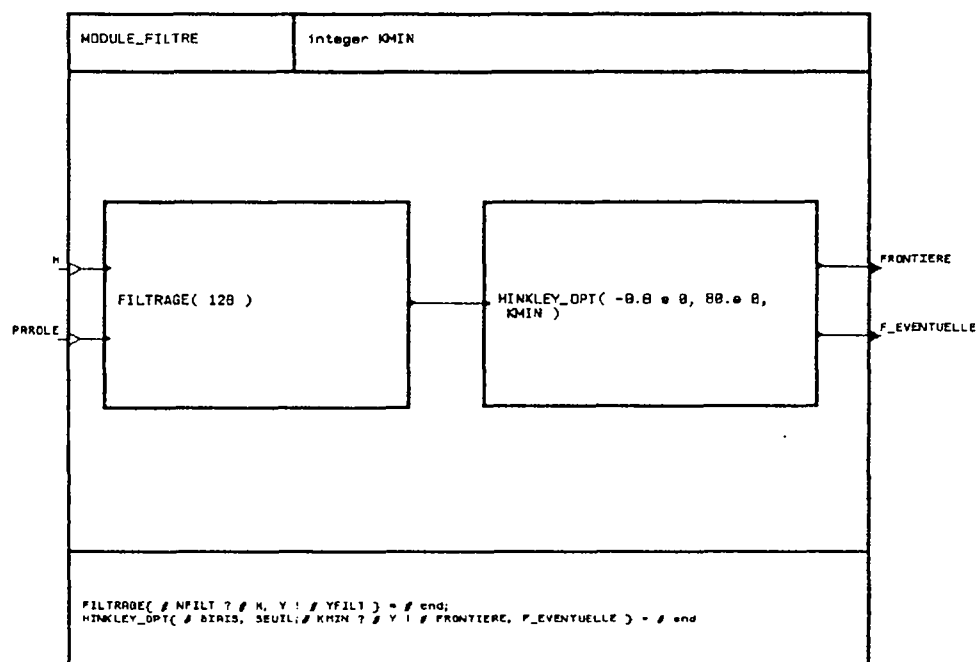 MODULE_FILTRE
integer KMIN
H
FILTRAGE( 128 )
HINKLEY_OPT( -0.8 e 0, 80.e 0,
KMIN )
FRONTIERE
PAROLE
F_EVENTUELLE
FILTRAGE{ # NFILT ? # H, Y ! # YFILT } = # end;
HINKLEY_OPT{ # BIAIS, SEUIL;# KMIN ? # Y ! # FRONTIERE, F_EVENTUELLE } = # end